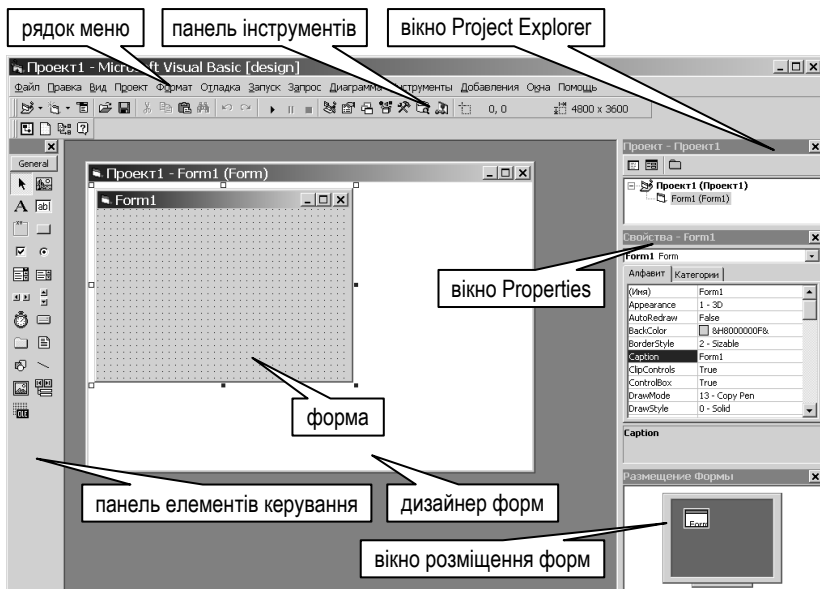 рядок меню
панель інструментів
вікно Project Explorer
Проект1 - Microsoft Visual Basic [design]
Файл Правка Вид Проект Формат Отладка Запуск Запрос Диаграмма Инструменты Добавления Окна Помощь
0, 0
4800 x 3600
General
Проект1 - Form1 (Form)
Form1
A
ab|
xy
OLE
Проект - Проект1
Проект1 (Проект1)
Form1 (Form1)
Свойства - Form1
Form1 Form
Алфавит Категории
(Имя) Form1
Appearance 1 - 3D
AutoRedraw False
BackColor &H8000000F&
BorderStyle 2 - Sizable
Caption Form1
ClipControls True
ControlBox True
DrawMode 13 - Copy Pen
DrawStyle 0 - Solid
Caption
вікно Properties
форма
панель елементів керування
дизайнер форм
Размещение Формы
Form
вікно розміщення форм